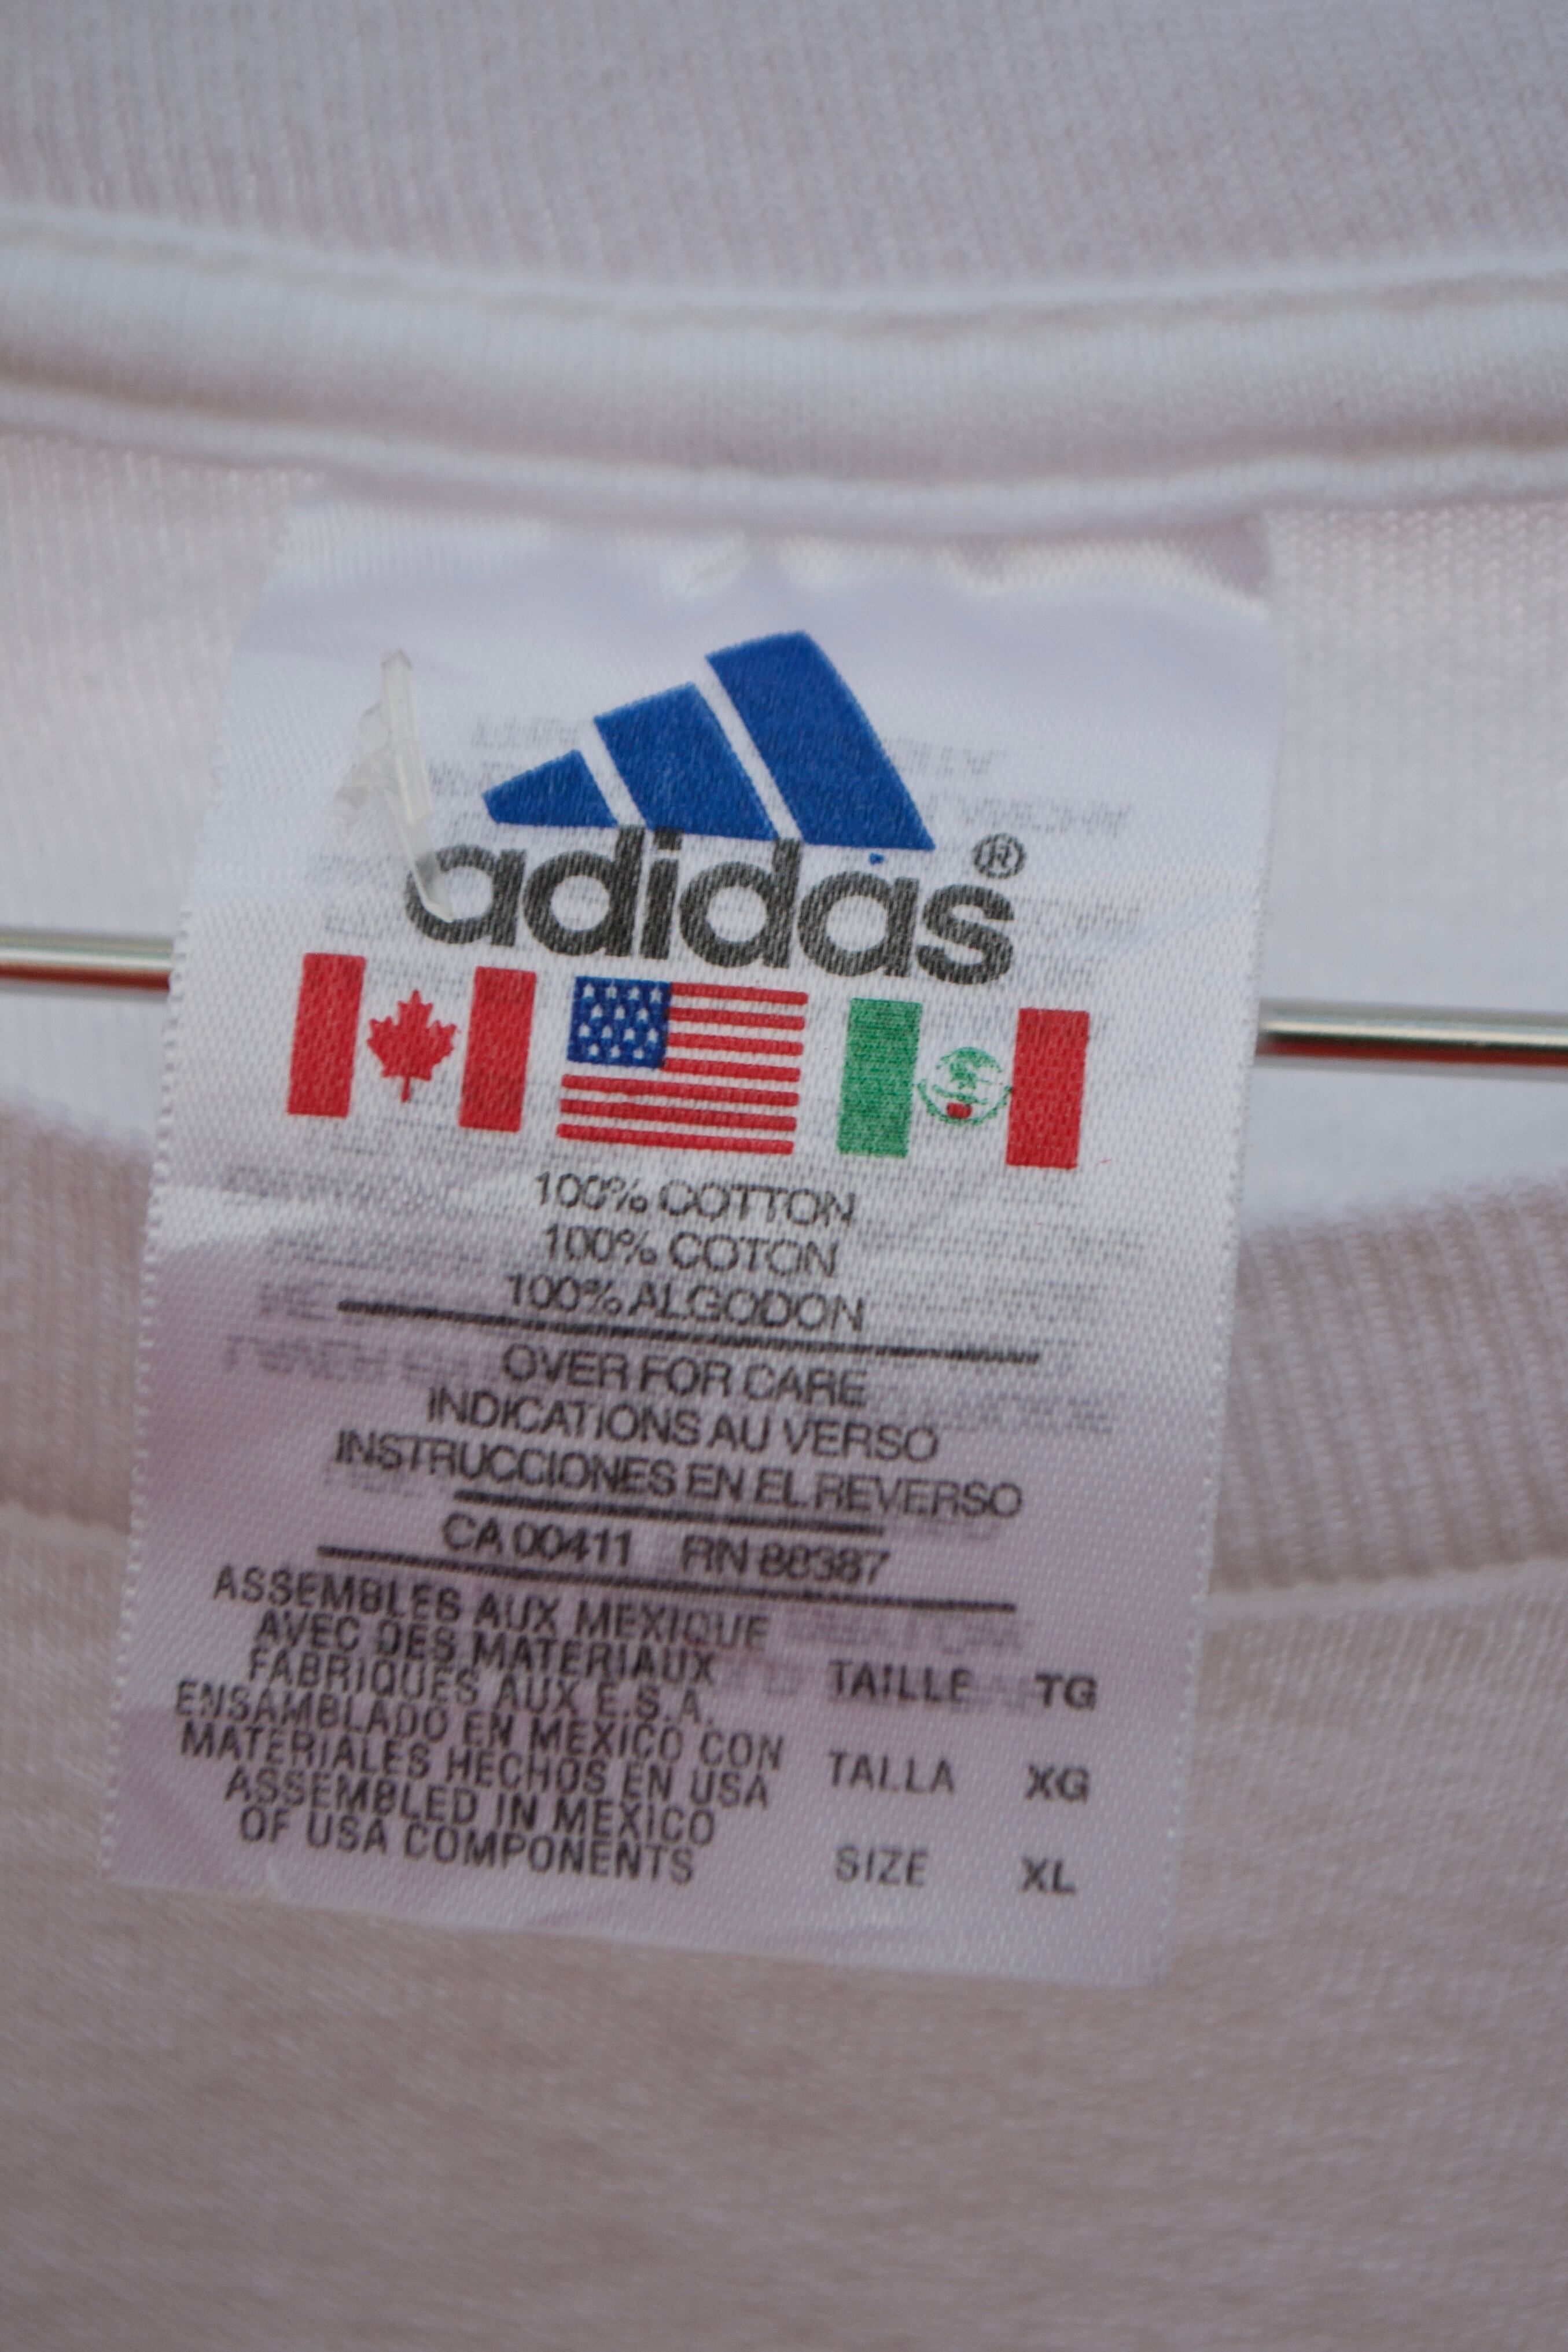 adidas®
100% COTTON
100% COTON
100% ALGODON
OVER FOR CARE
INDICATIONS AU VERSO
INSTRUCCIONES EN EL REVERSO
CA 00411 RN 88387
ASSEMBLES AUX MEXIQUE
AVEC DES MATERIAUX
FABRIQUES AUX E.S.A.
ENSAMBLADO EN MEXICO CON
MATERIALES HECHOS EN USA
ASSEMBLED IN MEXICO
OF USA COMPONENTS
TAILLE TG
TALLA XG
SIZE XL